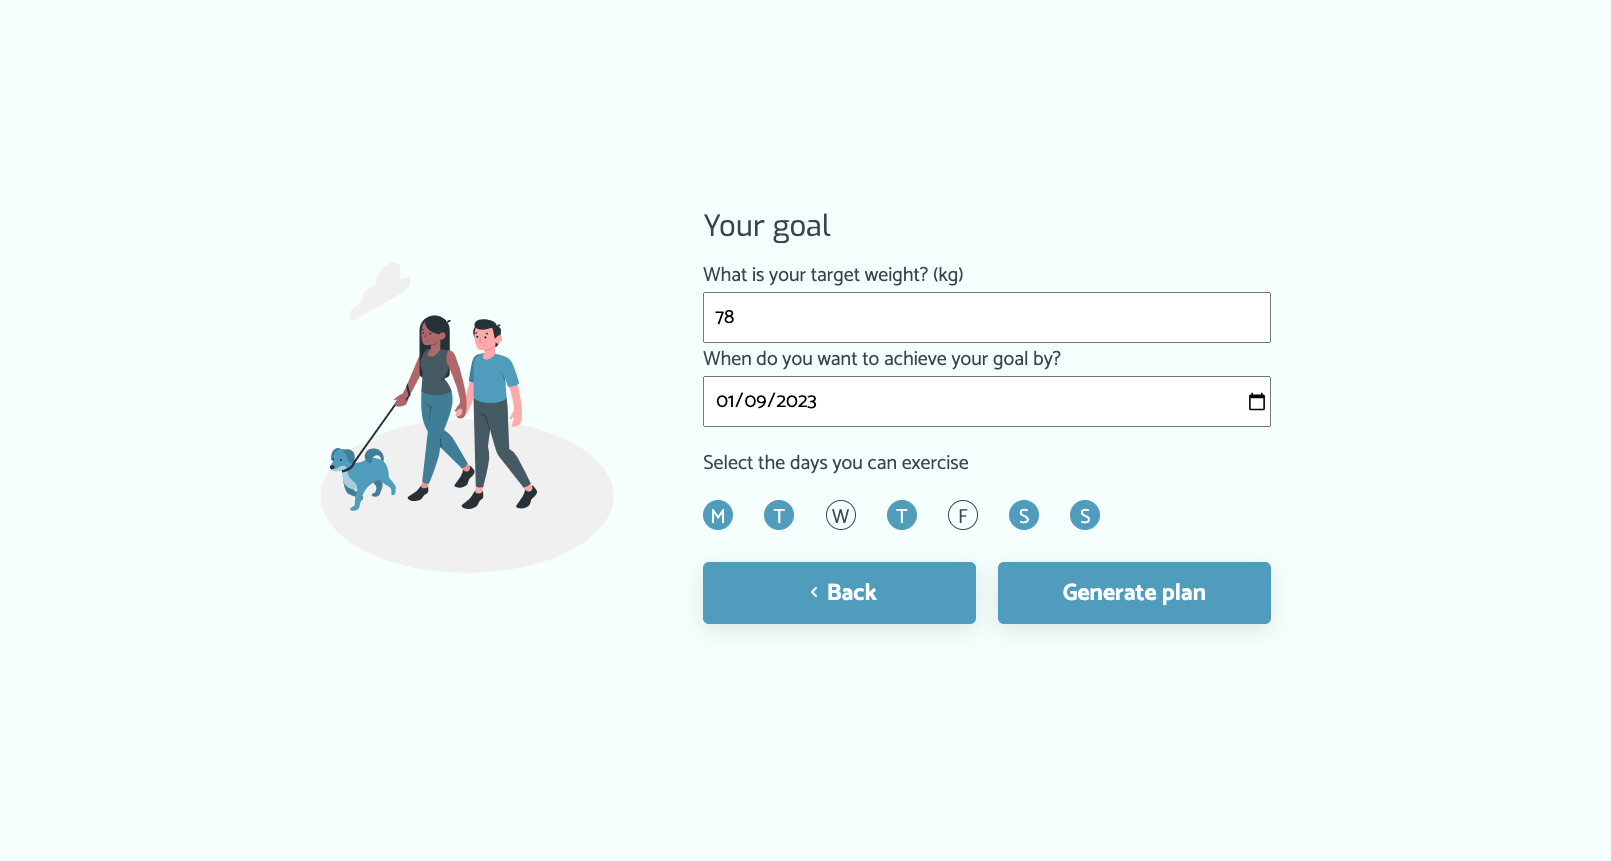 Your goal
What is your target weight? (kg)
78
When do you want to achieve your goal by?
01/09/2023
Select the days you can exercise
M T W T F S S
‹ Back Generate plan